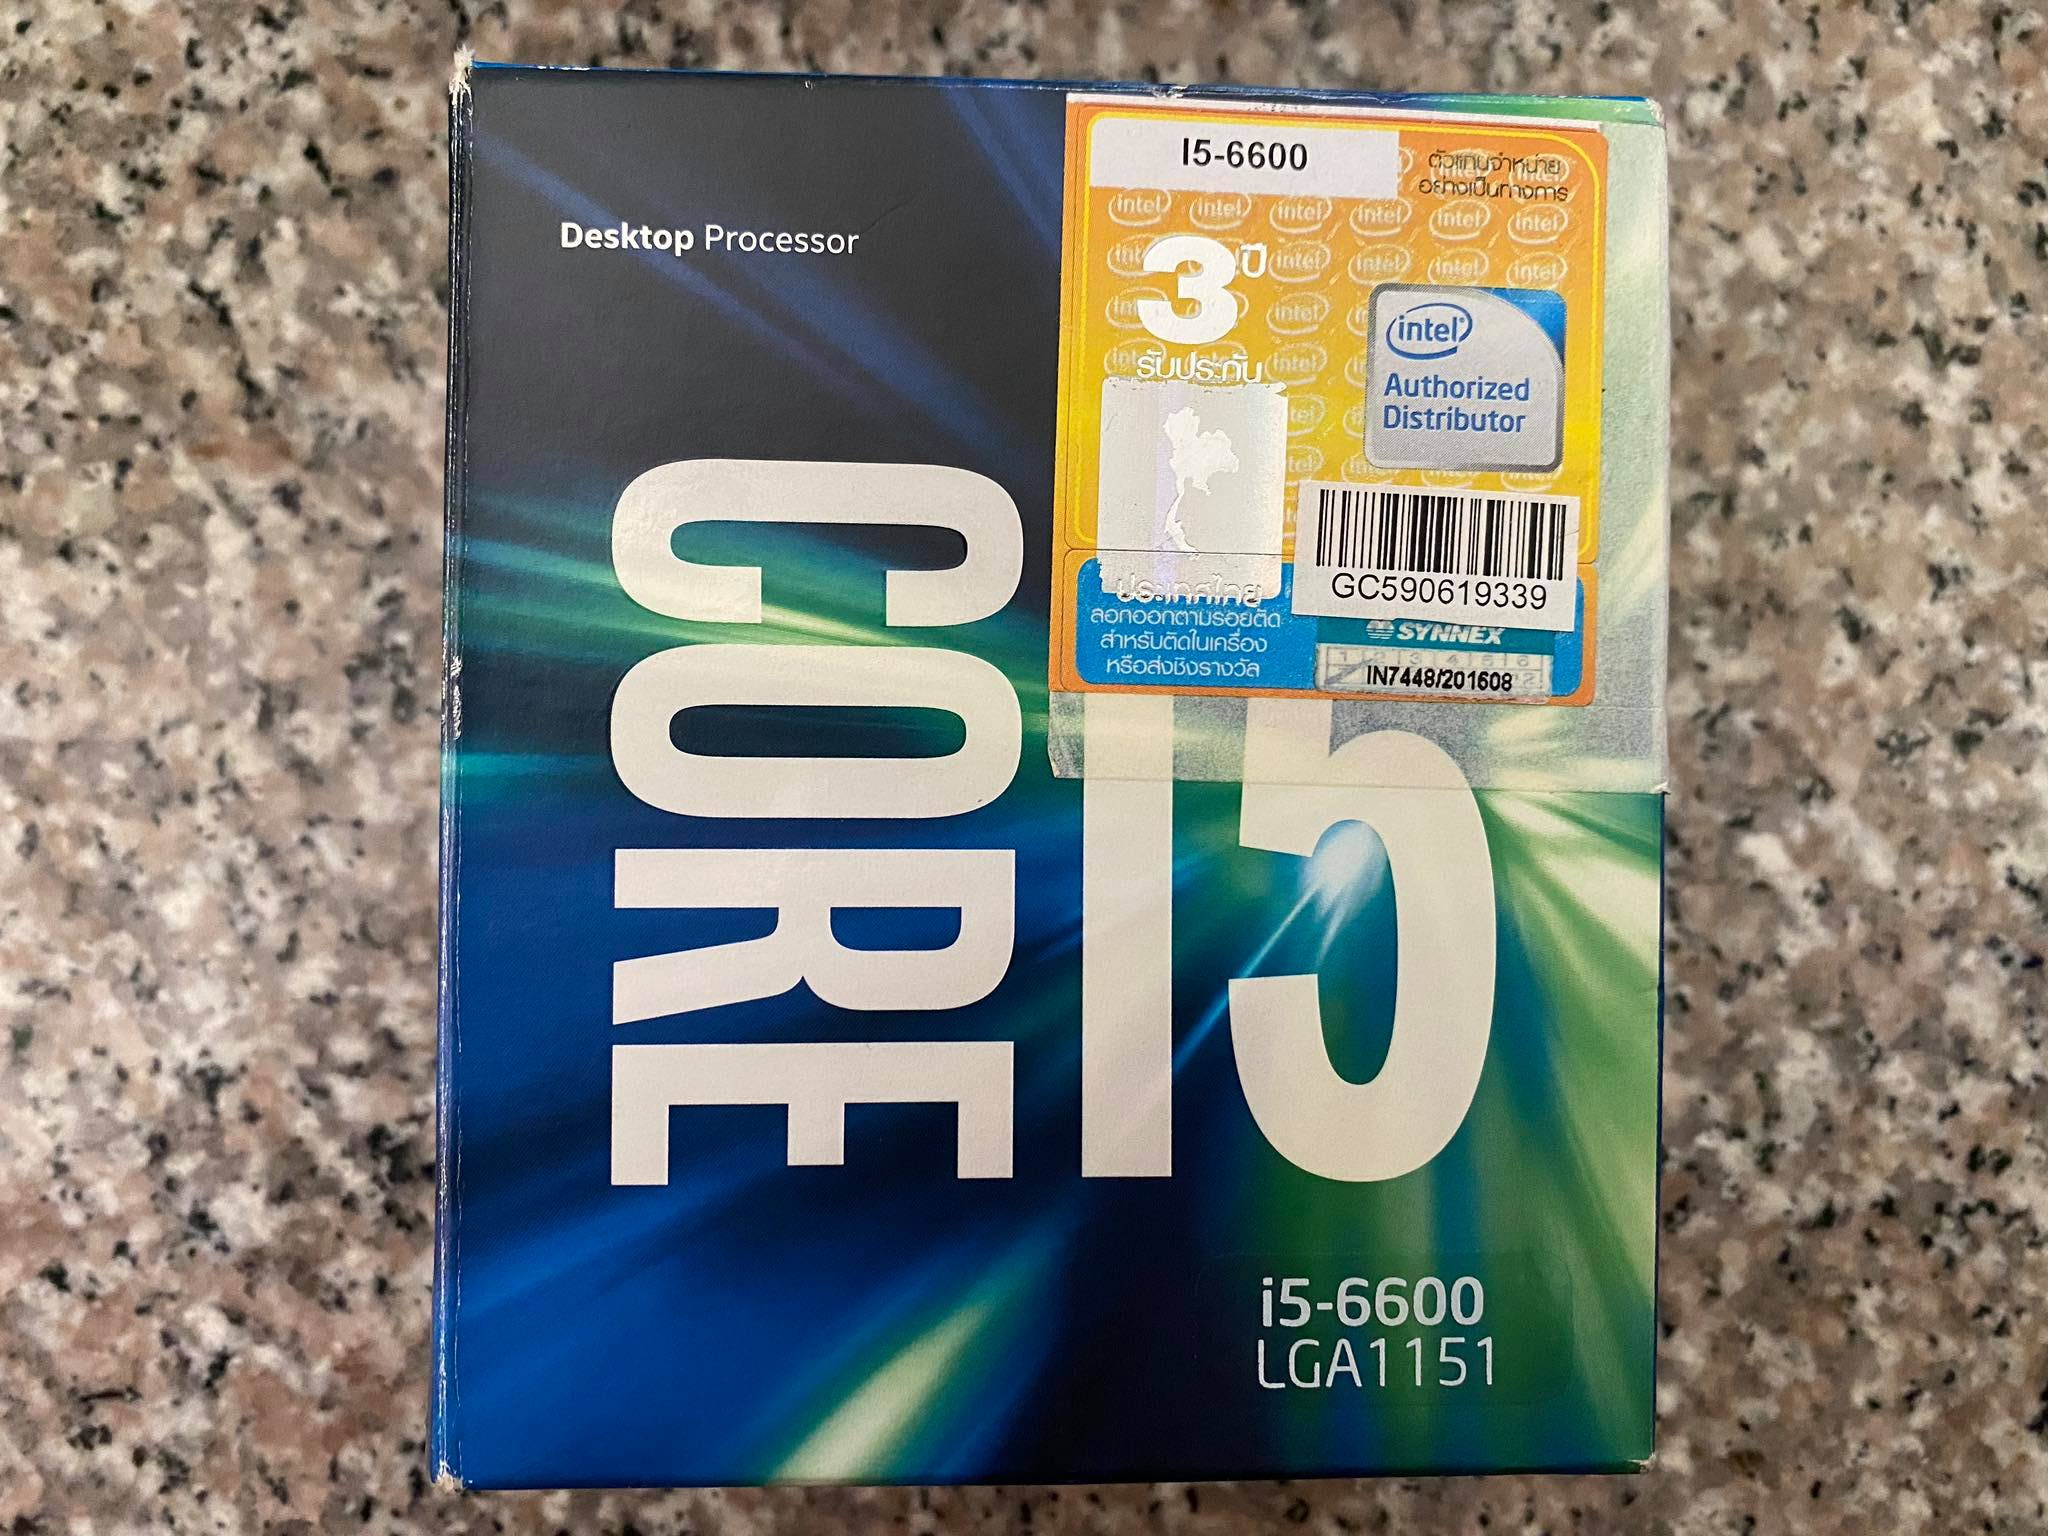 Desktop Processor
I5-6600
ตัวแทนจำหน่าย
อย่างเป็นทางการ
3 ปี
รับประกัน
intel
Authorized
Distributor
ประเทศไทย
GC590619339
ลอกออกตามรอยตัด
สำหรับติดในเครื่อง
หรือส่งชิงรางวัล
SYNNEX
IN7448/201608
CORE
i5
i5-6600
LGA1151